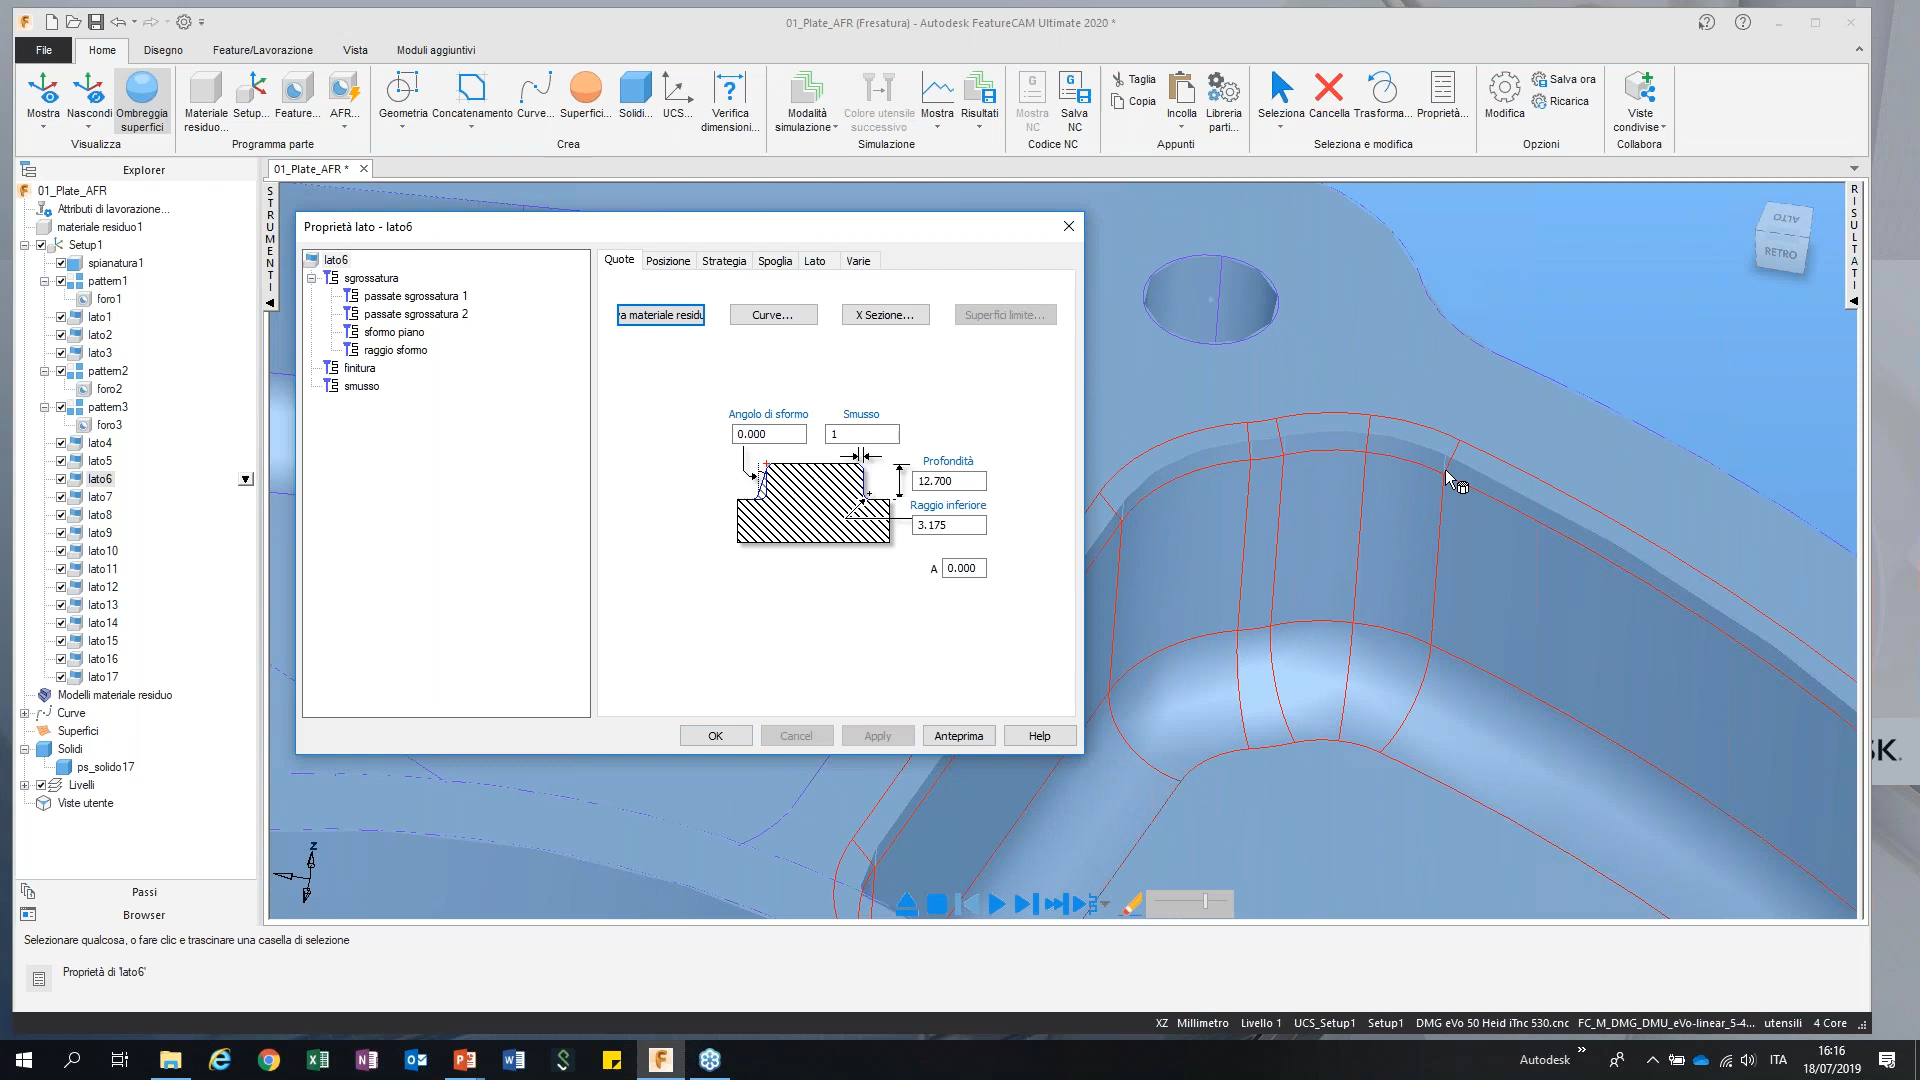 01_Plate_AFR (Fresatura) - Autodesk FeatureCAM Ultimate 2020 *
File Home Disegno Feature/Lavorazione Vista Moduli aggiuntivi
Mostra Nascondi Ombreggia superfici
Visualizza
Materiale residuo... Setup... Feature... AFR...
Programma parte
Geometria Concatenamento Curve... Superfici... Solidi... UCS... Verifica dimensioni...
Crea
Modalità simulazione Colore utensile successivo Mostra Risultati
Simulazione
Mostra NC Salva NC
Codice NC
Taglia
Copia
Incolla Libreria parti...
Appunti
Seleziona Cancella Trasforma... Proprietà...
Seleziona e modifica
Modifica
Salva ora
Ricarica
Opzioni
Viste condivise
Collabora
Explorer
01_Plate_AFR
Attributi di lavorazione...
materiale residuo1
Setup1
spianatura1
pattern1
foro1
lato1
lato2
lato3
pattern2
foro2
pattern3
foro3
lato4
lato5
lato6
lato7
lato8
lato9
lato10
lato11
lato12
lato13
lato14
lato15
lato16
lato17
Modelli materiale residuo
Curve
Superfici
Solidi
ps_solido17
Livelli
Viste utente
Passi
Browser
01_Plate_AFR *
STRUMENTI
RISULTATI
ALTO
RETRO
Z
Proprietà lato - lato6
lato6
sgrossatura
passate sgrossatura 1
passate sgrossatura 2
sformo piano
raggio sformo
finitura
smusso
Quote Posizione Strategia Spoglia Lato Varie
va materiale residu Curve... X Sezione... Superfici limite...
Angolo di sformo Smusso
0.000 1
Profondità
12.700
Raggio inferiore
3.175
A 0.000
OK Cancel Apply Anteprima Help
SK.
Selezionare qualcosa, o fare clic e trascinare una casella di selezione
Proprietà di 'lato6'
XZ Millimetro Livello 1 UCS_Setup1 Setup1 DMG eVo 50 Heid iTnc 530.cnc FC_M_DMG_DMU_eVo-linear_5-4... utensili 4 Core
Autodesk ITA
16:16
18/07/2019